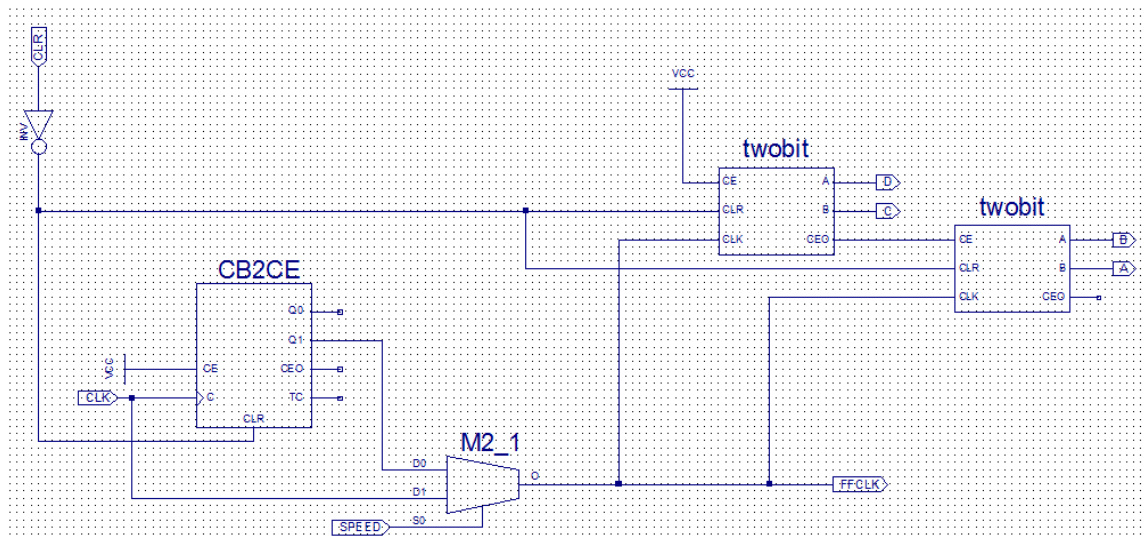 CLR
INV
VCC
twobit
CE
CLR
CLK
A
B
CEO
D
C
twobit
CE
CLR
CLK
A
B
CEO
B
A
CB2CE
Q0
Q1
CEO
TC
CE
C
CLR
VCC
CLK
M2_1
D0
D1
S0
O
SPEED
FFCLK